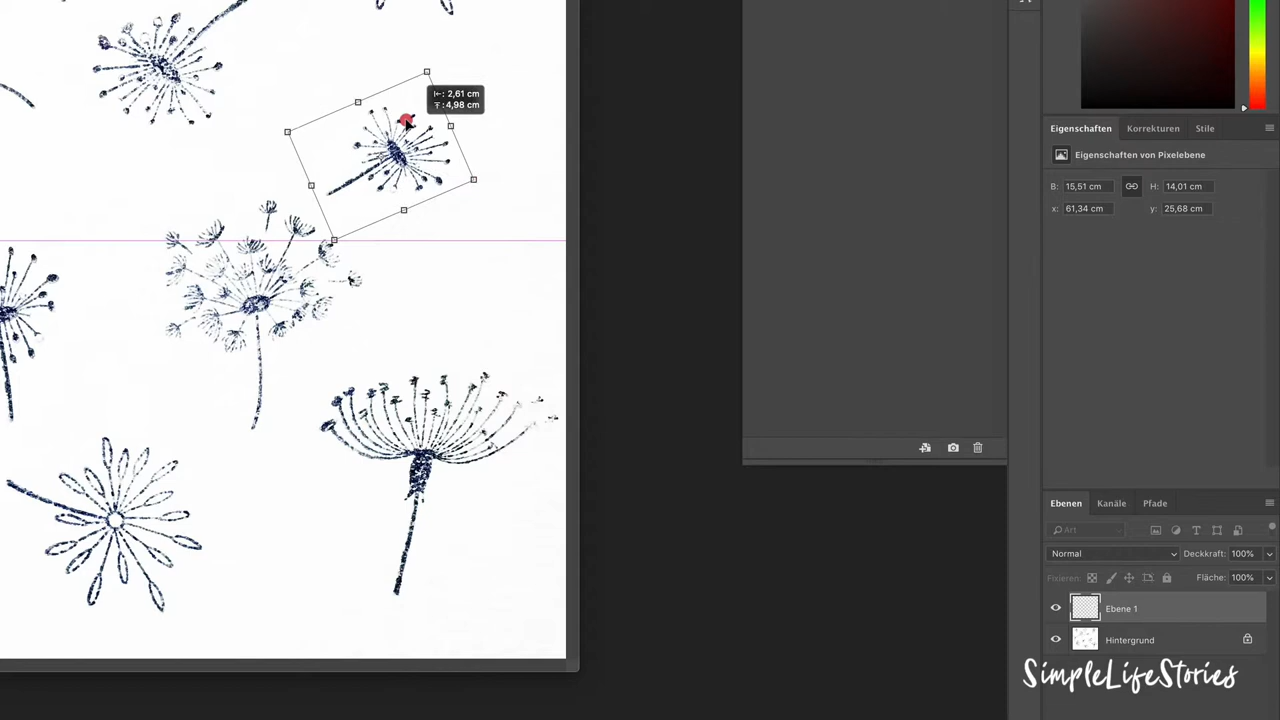 ←: 2,61 cm
↑: 4,98 cm
Eigenschaften Korrekturen Stile
Eigenschaften von Pixelebene
B: 15,51 cm H: 14,01 cm
x: 61,34 cm y: 25,68 cm
Ebenen Kanäle Pfade
Art
Normal Deckkraft: 100%
Fixieren: Fläche: 100%
Ebene 1
Hintergrund
SimpleLifeStories